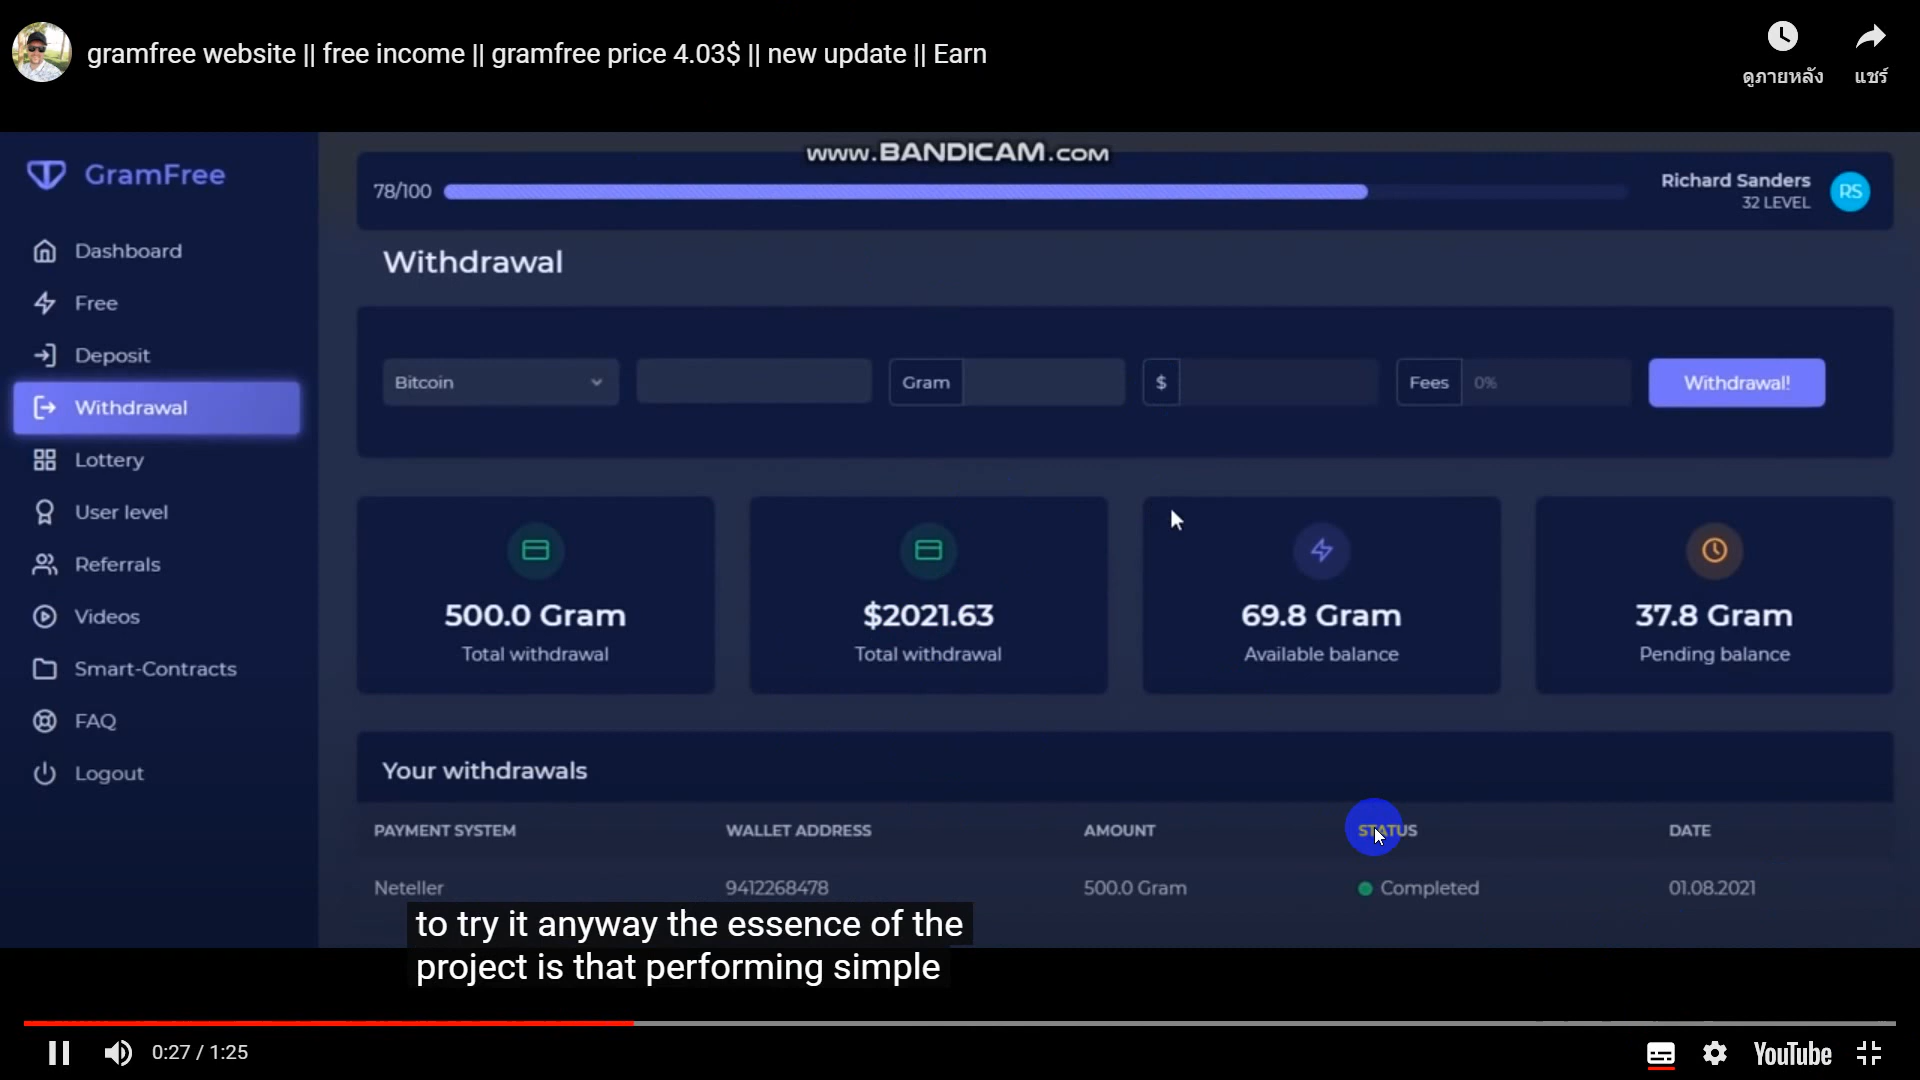 gramfree website || free income || gramfree price 4.03$ || new update || Earn
ดูภายหลัง
แชร์
www.BANDICAM.com
GramFree
78/100
Richard Sanders
32 LEVEL
RS
Dashboard
Free
Deposit
Withdrawal
Lottery
User level
Referrals
Videos
Smart-Contracts
FAQ
Logout
Withdrawal
Bitcoin
Gram
$
Fees
0%
Withdrawal!
500.0 Gram
Total withdrawal
$2021.63
Total withdrawal
69.8 Gram
Available balance
37.8 Gram
Pending balance
Your withdrawals
PAYMENT SYSTEM
WALLET ADDRESS
AMOUNT
STATUS
DATE
Neteller
9412268478
500.0 Gram
Completed
01.08.2021
to try it anyway the essence of the
project is that performing simple
0:27 / 1:25
YouTube